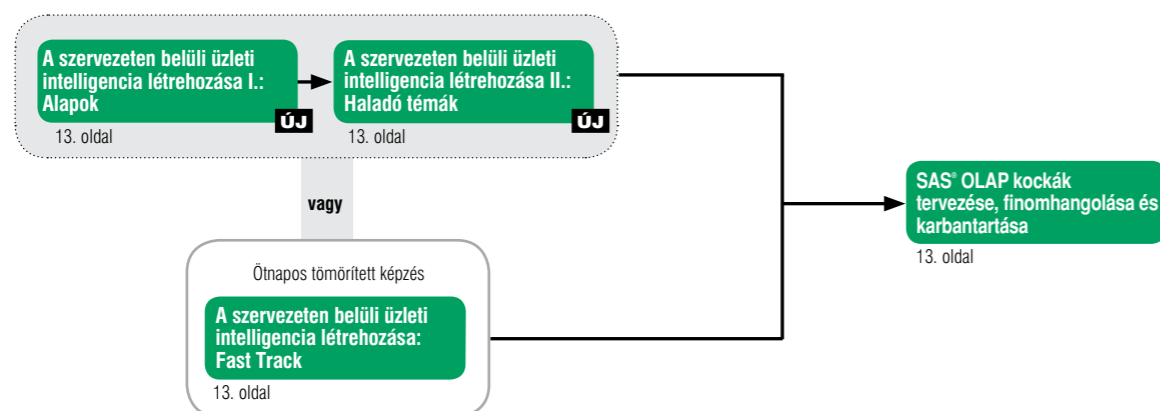 A szervezeten belüli üzleti
intelligencia létrehozása I.:
Alapok
ÚJ
13. oldal
A szervezeten belüli üzleti
intelligencia létrehozása II.:
Haladó témák
ÚJ
13. oldal
vagy
Ötnapos tömörített képzés
A szervezeten belüli üzleti
intelligencia létrehozása:
Fast Track
13. oldal
SAS® OLAP kockák
tervezése, finomhangolása és
karbantartása
13. oldal